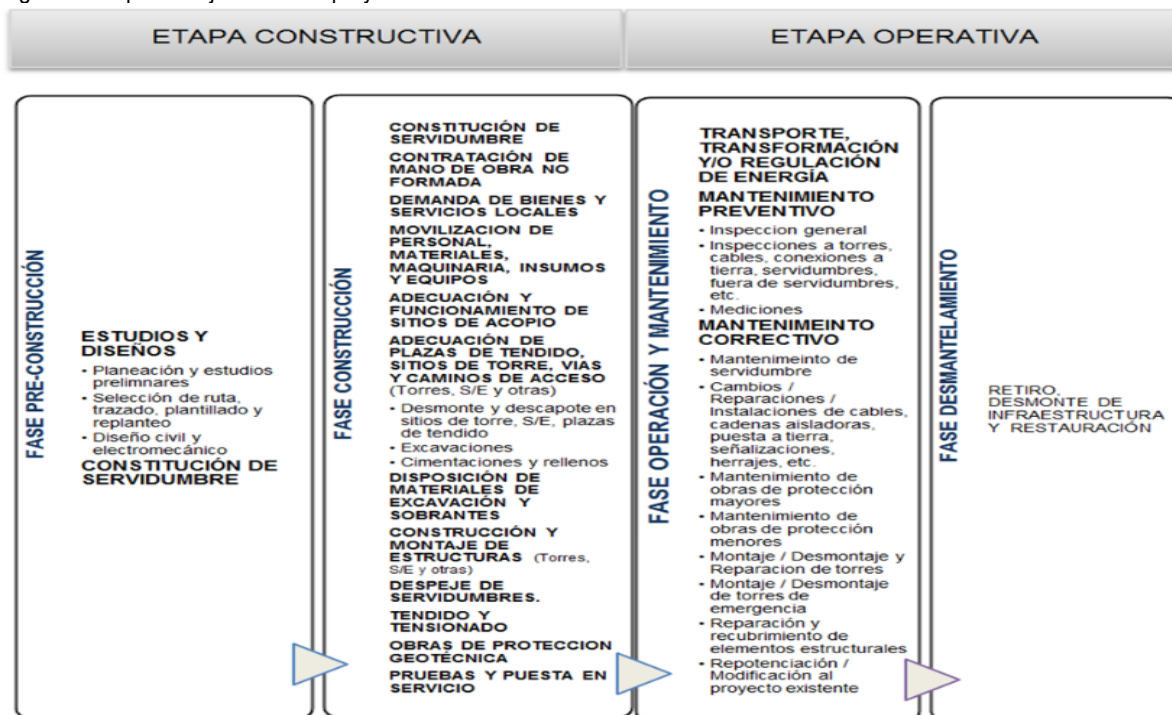 ETAPA CONSTRUCTIVA
ETAPA OPERATIVA
FASE PRE-CONSTRUCCIÓN
ESTUDIOS Y
DISEÑOS
• Planeación y estudios
prelimnares
• Selección de ruta,
trazado, plantillado y
replanteo
• Diseño civil y
electromecánico
CONSTITUCIÓN DE
SERVIDUMBRE
FASE CONSTRUCCIÓN
CONSTITUCIÓN DE
SERVIDUMBRE
CONTRATACIÓN DE
MANO DE OBRA NO
FORMADA
DEMANDA DE BIENES Y
SERVICIOS LOCALES
MOVILIZACION DE
PERSONAL,
MATERIALES,
MAQUINARIA, INSUMOS
Y EQUIPOS
ADECUACIÓN Y
FUNCIONAMIENTO DE
SITIOS DE ACOPIO
ADECUACIÓN DE
PLAZAS DE TENDIDO,
SITIOS DE TORRE, VIAS
Y CAMINOS DE ACCESO
(Torres, S/E y otras)
• Desmonte y descapote en
sitios de torre, S/E, plazas
de tendido
• Excavaciones
• Cimentaciones y rellenos
DISPOSICIÓN DE
MATERIALES DE
EXCAVACIÓN Y
SOBRANTES
CONSTRUCCIÓN Y
MONTAJE DE
ESTRUCTURAS (Torres,
S/E y otras)
DESPEJE DE
SERVIDUMBRES.
TENDIDO Y
TENSIONADO
OBRAS DE PROTECCION
GEOTÉCNICA
PRUEBAS Y PUESTA EN
SERVICIO
FASE OPERACIÓN Y MANTENIMIENTO
TRANSPORTE,
TRANSFORMACIÓN
Y/O REGULACIÓN
DE ENERGÍA
MANTENIMIENTO
PREVENTIVO
• Inspeccion general
• Inspecciones a torres,
cables, conexiones a
tierra, servidumbres,
fuera de servidumbres,
etc.
• Mediciones
MANTENIMEINTO
CORRECTIVO
• Mantenimeinto de
servidumbre
• Cambios /
Reparaciones /
Instalaciones de cables,
cadenas aisladoras,
puesta a tierra,
señalizaciones,
herrajes, etc.
• Mantenimiento de
obras de protección
mayores
• Mantenimiento de
obras de protección
menores
• Montaje / Desmontaje y
Reparacion de torres
• Montaje / Desmontaje
de torres de
emergencia
• Reparación y
recubrimiento de
elementos estructurales
• Repotenciación /
Modificación al
proyecto existente
FASE DESMANTELAMIENTO
RETIRO,
DESMONTE DE
INFRAESTRUCTURA
Y RESTAURACIÓN